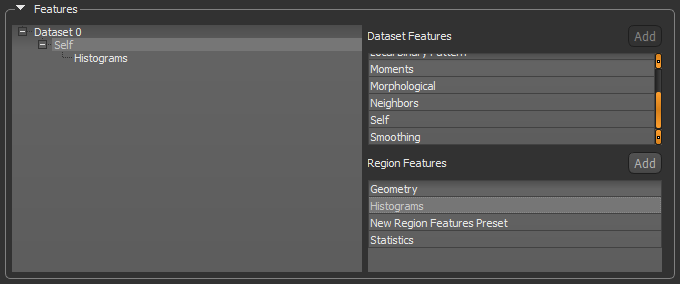 Features
Dataset 0
Self
Histograms
Dataset Features
Add
Moments
Morphological
Neighbors
Self
Smoothing
Region Features
Add
Geometry
Histograms
New Region Features Preset
Statistics